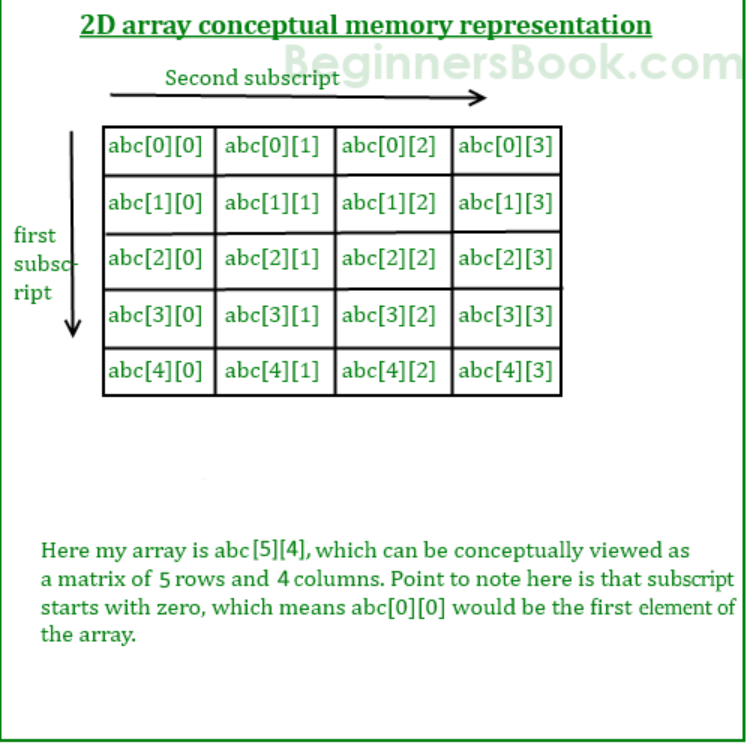 2D array conceptual memory representation
BeginnersBook.com
Second subscript
abc[0][0] abc[0][1] abc[0][2] abc[0][3]
abc[1][0] abc[1][1] abc[1][2] abc[1][3]
first
subsc-
ript
abc[2][0] abc[2][1] abc[2][2] abc[2][3]
abc[3][0] abc[3][1] abc[3][2] abc[3][3]
abc[4][0] abc[4][1] abc[4][2] abc[4][3]
Here my array is abc[5][4], which can be conceptually viewed as
a matrix of 5 rows and 4 columns. Point to note here is that subscript
starts with zero, which means abc[0][0] would be the first element of
the array.